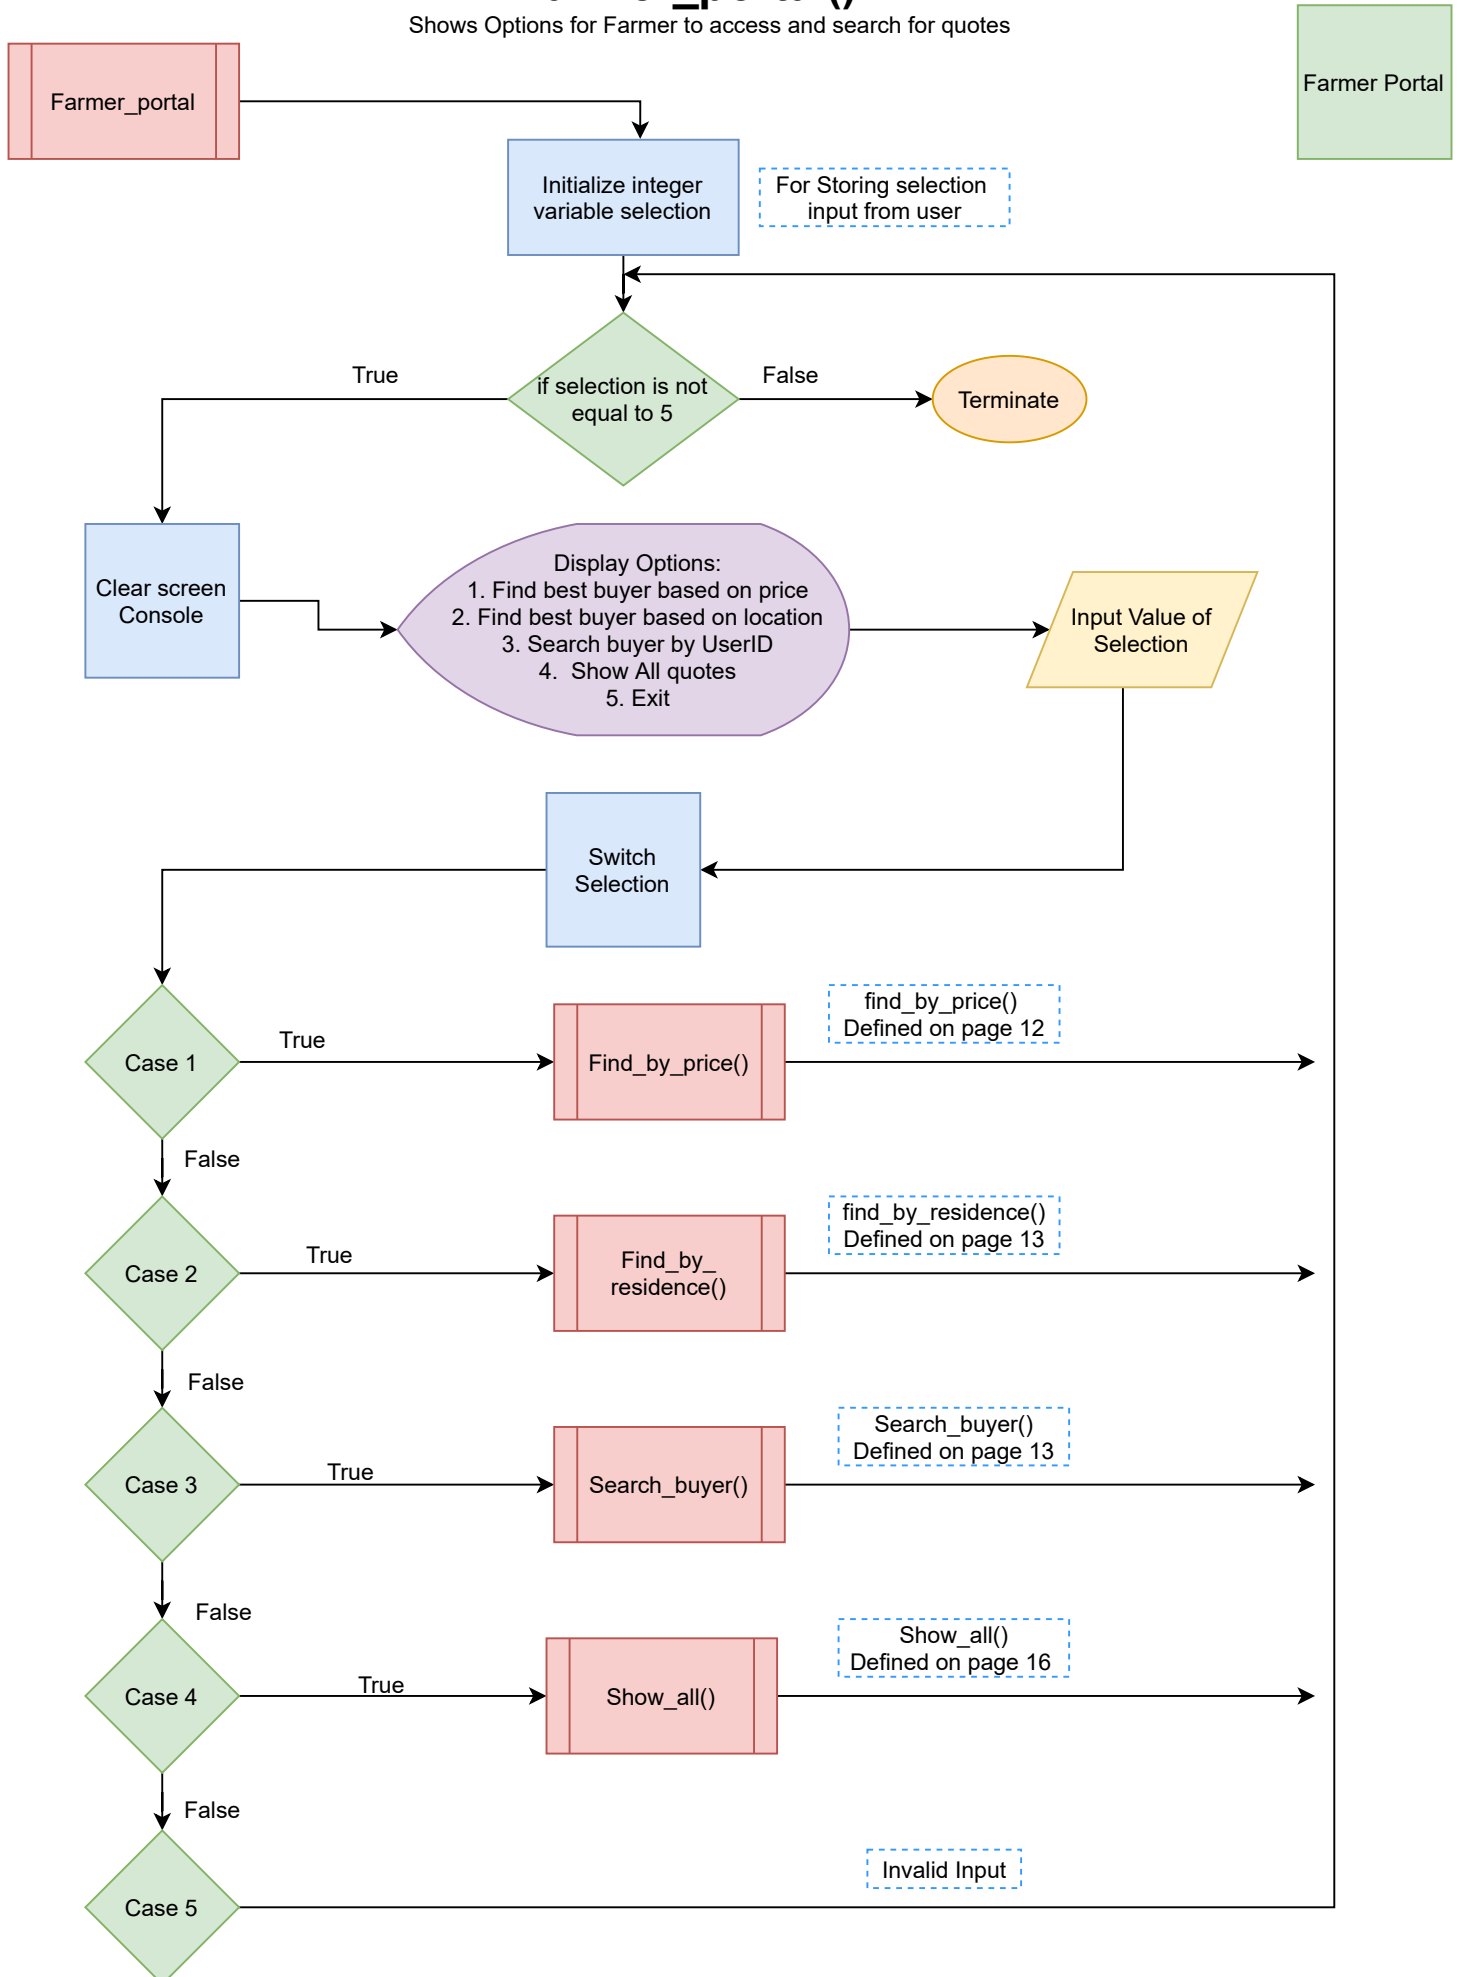 Shows Options for Farmer to access and search for quotes
Farmer_portal
Farmer Portal
Initialize integer
variable selection
For Storing selection
input from user
if selection is not
equal to 5
True
False
Terminate
Clear screen
Console
Display Options:
1. Find best buyer based on price
2. Find best buyer based on location
3. Search buyer by UserID
4. Show All quotes
5. Exit
Input Value of
Selection
Switch
Selection
Case 1
True
Find_by_price()
find_by_price()
Defined on page 12
False
Case 2
True
Find_by_
residence()
find_by_residence()
Defined on page 13
False
Case 3
True
Search_buyer()
Search_buyer()
Defined on page 13
False
Case 4
True
Show_all()
Show_all()
Defined on page 16
False
Case 5
Invalid Input